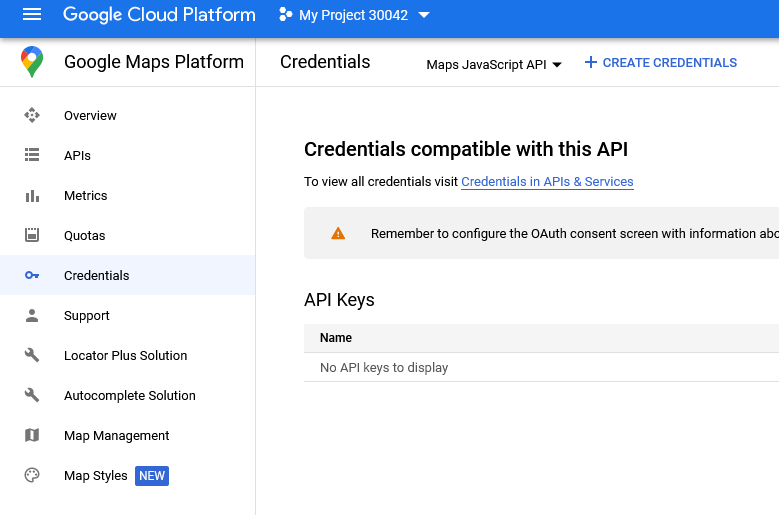 Google Cloud Platform
My Project 30042
Google Maps Platform
Credentials
Maps JavaScript API
CREATE CREDENTIALS
Overview
APIs
Metrics
Quotas
Credentials
Support
Locator Plus Solution
Autocomplete Solution
Map Management
Map Styles NEW
Credentials compatible with this API
To view all credentials visit Credentials in APIs & Services
Remember to configure the OAuth consent screen with information abo
API Keys
Name
No API keys to display